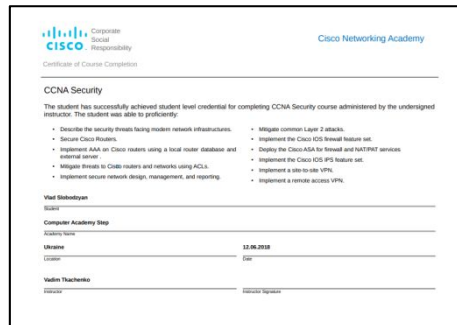 Corporate
Social
Responsibility
CISCO.
Cisco Networking Academy
Certificate of Course Completion
CCNA Security
The student has successfully achieved student level credential for completing CCNA Security course administered by the undersigned
instructor. The student was able to proficiently:
• Describe the security threats facing modern network infrastructures.
• Secure Cisco Routers.
• Implement AAA on Cisco routers using a local router database and
external server .
• Mitigate threats to Cisco routers and networks using ACLs.
• Implement secure network design, management, and reporting.
• Mitigate common Layer 2 attacks.
• Implement the Cisco IOS firewall feature set.
• Deploy the Cisco ASA for firewall and NAT/PAT services
• Implement the Cisco IOS IPS feature set.
• Implement a site-to-site VPN.
• Implement a remote access VPN.
Vlad Slobodzyan
Student
Computer Academy Step
Academy Name
Ukraine
Location
12.06.2018
Date
Vadim Tkachenko
Instructor
Instructor Signature